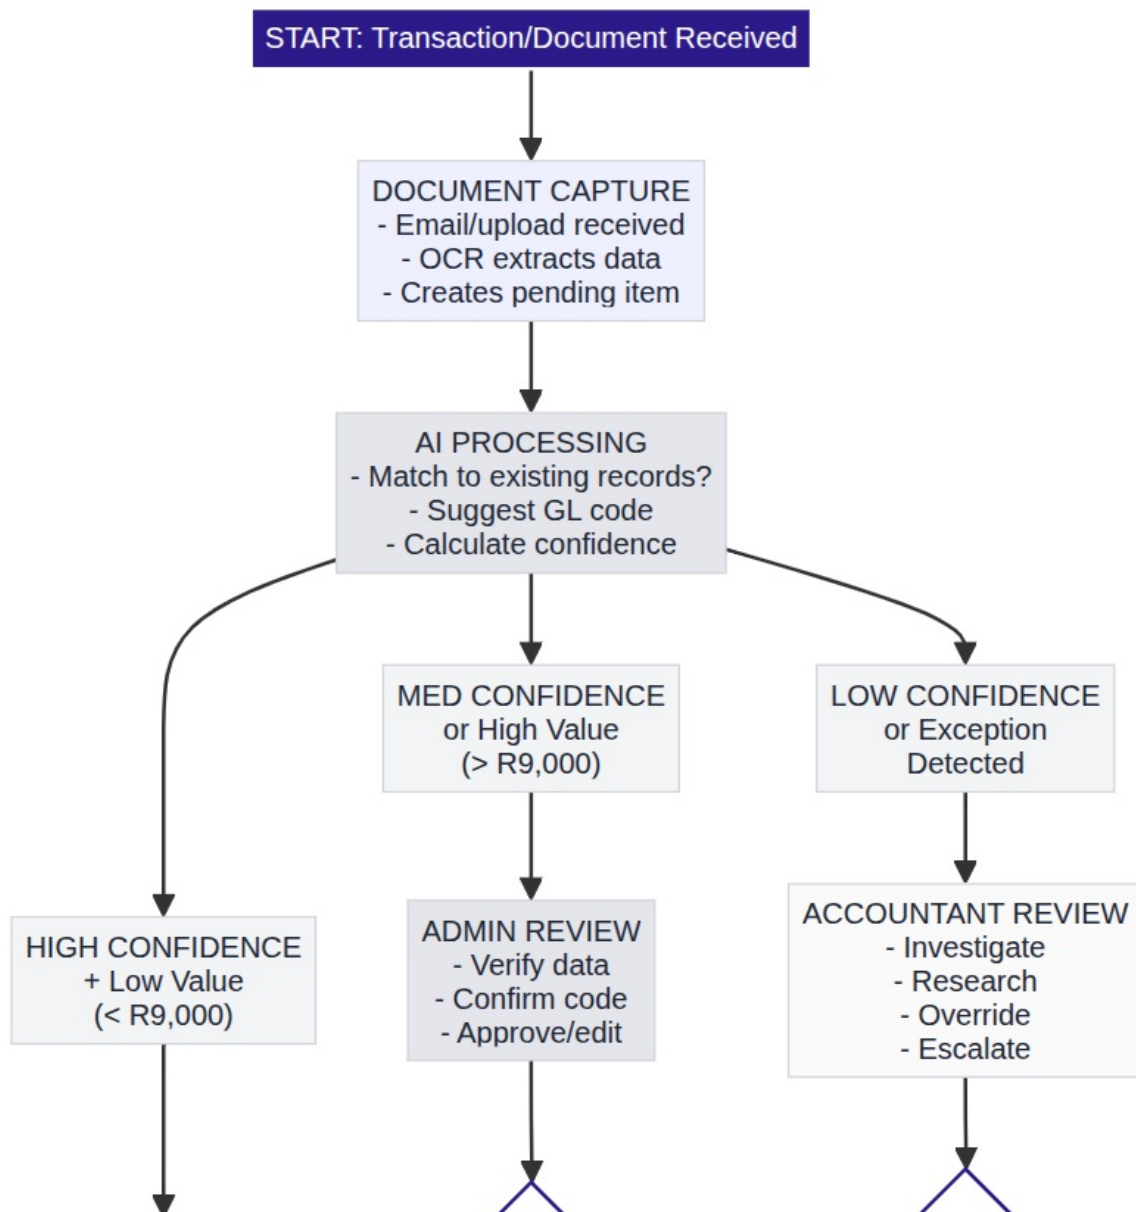 START: Transaction/Document Received
DOCUMENT CAPTURE
- Email/upload received
- OCR extracts data
- Creates pending item
AI PROCESSING
- Match to existing records?
- Suggest GL code
- Calculate confidence
MED CONFIDENCE
or High Value
(> R9,000)
LOW CONFIDENCE
or Exception
Detected
HIGH CONFIDENCE
+ Low Value
(< R9,000)
ADMIN REVIEW
- Verify data
- Confirm code
- Approve/edit
ACCOUNTANT REVIEW
- Investigate
- Research
- Override
- Escalate